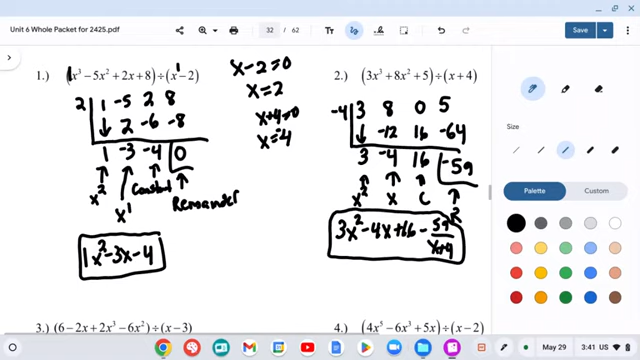 Unit 6 Whole Packet for 2425.pdf
32 / 62
Save
1.) (1x³ − 5x² + 2x + 8) ÷ (x¹ − 2)
x-2=0
x=2
x+4=0
x=-4
2 1 -5 2 8
↓ 2 -6 -8
1 -3 -4 0
x² x¹ Constant Remainder
1x²-3x-4
2.) (3x³ + 8x² + 5) ÷ (x + 4)
-4 3 8 0 5
↓ -12 16 -64
3 -4 16 -59
x² x C R
3x²-4x+16 - 59/x+4
3.) (6 − 2x + 2x³ − 6x²) ÷ (x − 3)
4.) (4x⁵ − 6x³ + 5x) ÷ (x − 2)
Size
Palette
Custom
May 29
3:41 AM